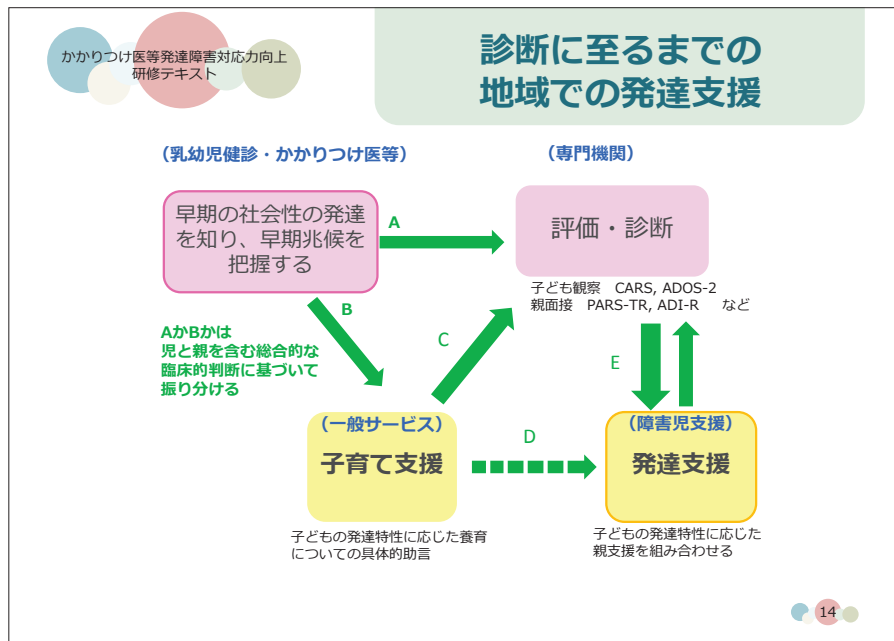 かかりつけ医等発達障害対応力向上
研修テキスト
診断に至るまでの
地域での発達支援
（乳幼児健診・かかりつけ医等）
（専門機関）
早期の社会性の発達
を知り、早期兆候を
把握する
A
評価・診断
子ども観察　CARS, ADOS-2
親面接　PARS-TR, ADI-R　など
B
AかBかは
児と親を含む総合的な
臨床的判断に基づいて
振り分ける
C
E
（一般サービス）
子育て支援
D
（障害児支援）
発達支援
子どもの発達特性に応じた養育
についての具体的助言
子どもの発達特性に応じた
親支援を組み合わせる
14